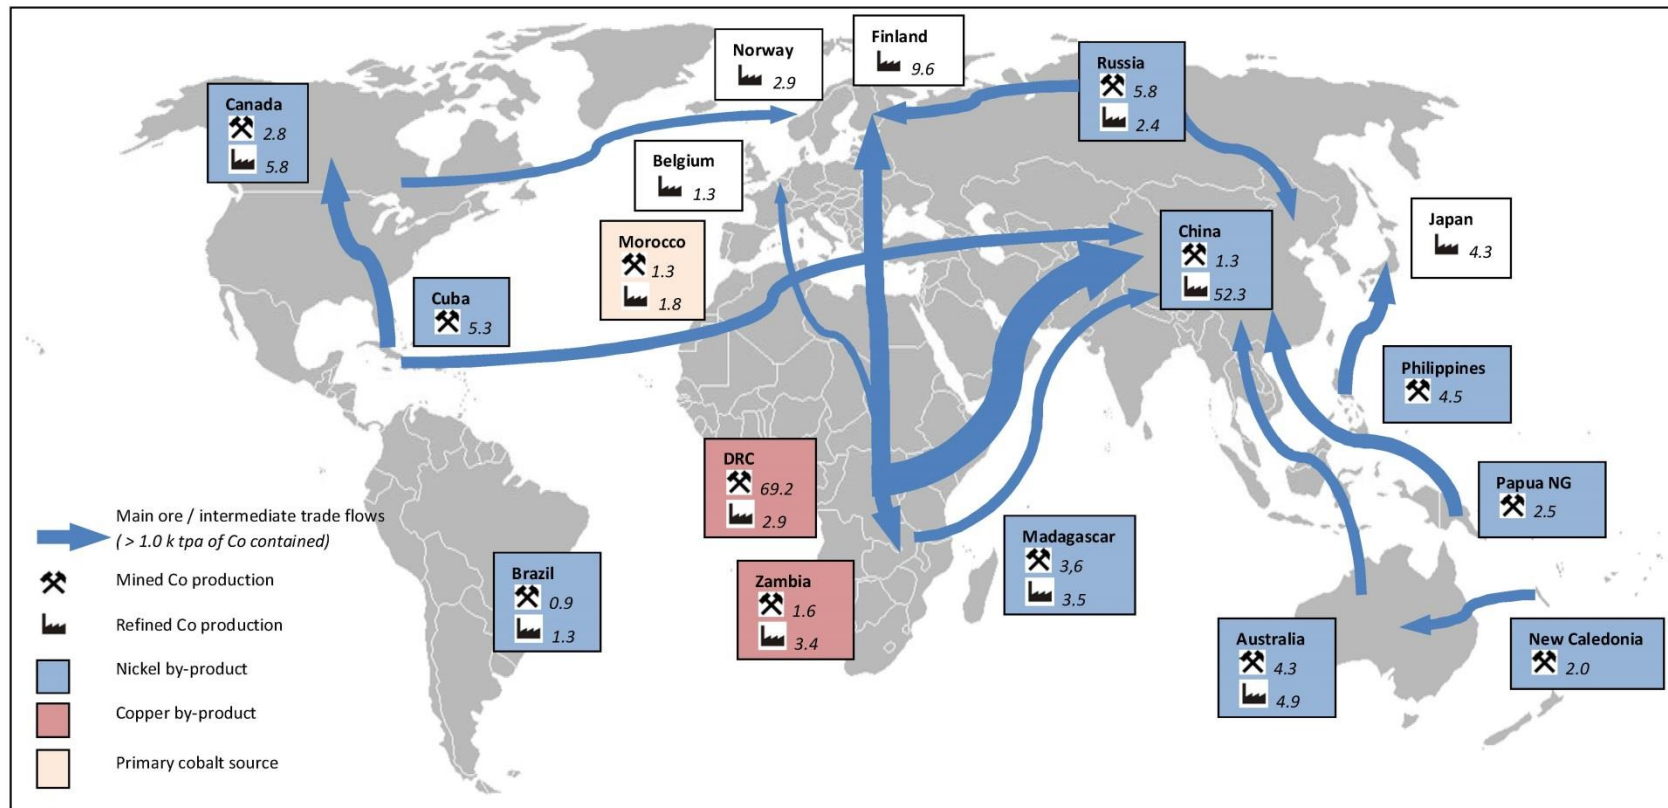 Norway
2.9
Finland
9.6
Russia
5.8
2.4
Canada
2.8
5.8
Belgium
1.3
Japan
4.3
China
1.3
52.3
Morocco
1.3
1.8
Cuba
5.3
Philippines
4.5
DRC
69.2
2.9
Papua NG
2.5
Madagascar
3,6
3.5
Zambia
1.6
3.4
Brazil
0.9
1.3
Australia
4.3
4.9
New Caledonia
2.0
Main ore / intermediate trade flows
( > 1.0 k tpa of Co contained)
Mined Co production
Refined Co production
Nickel by-product
Copper by-product
Primary cobalt source